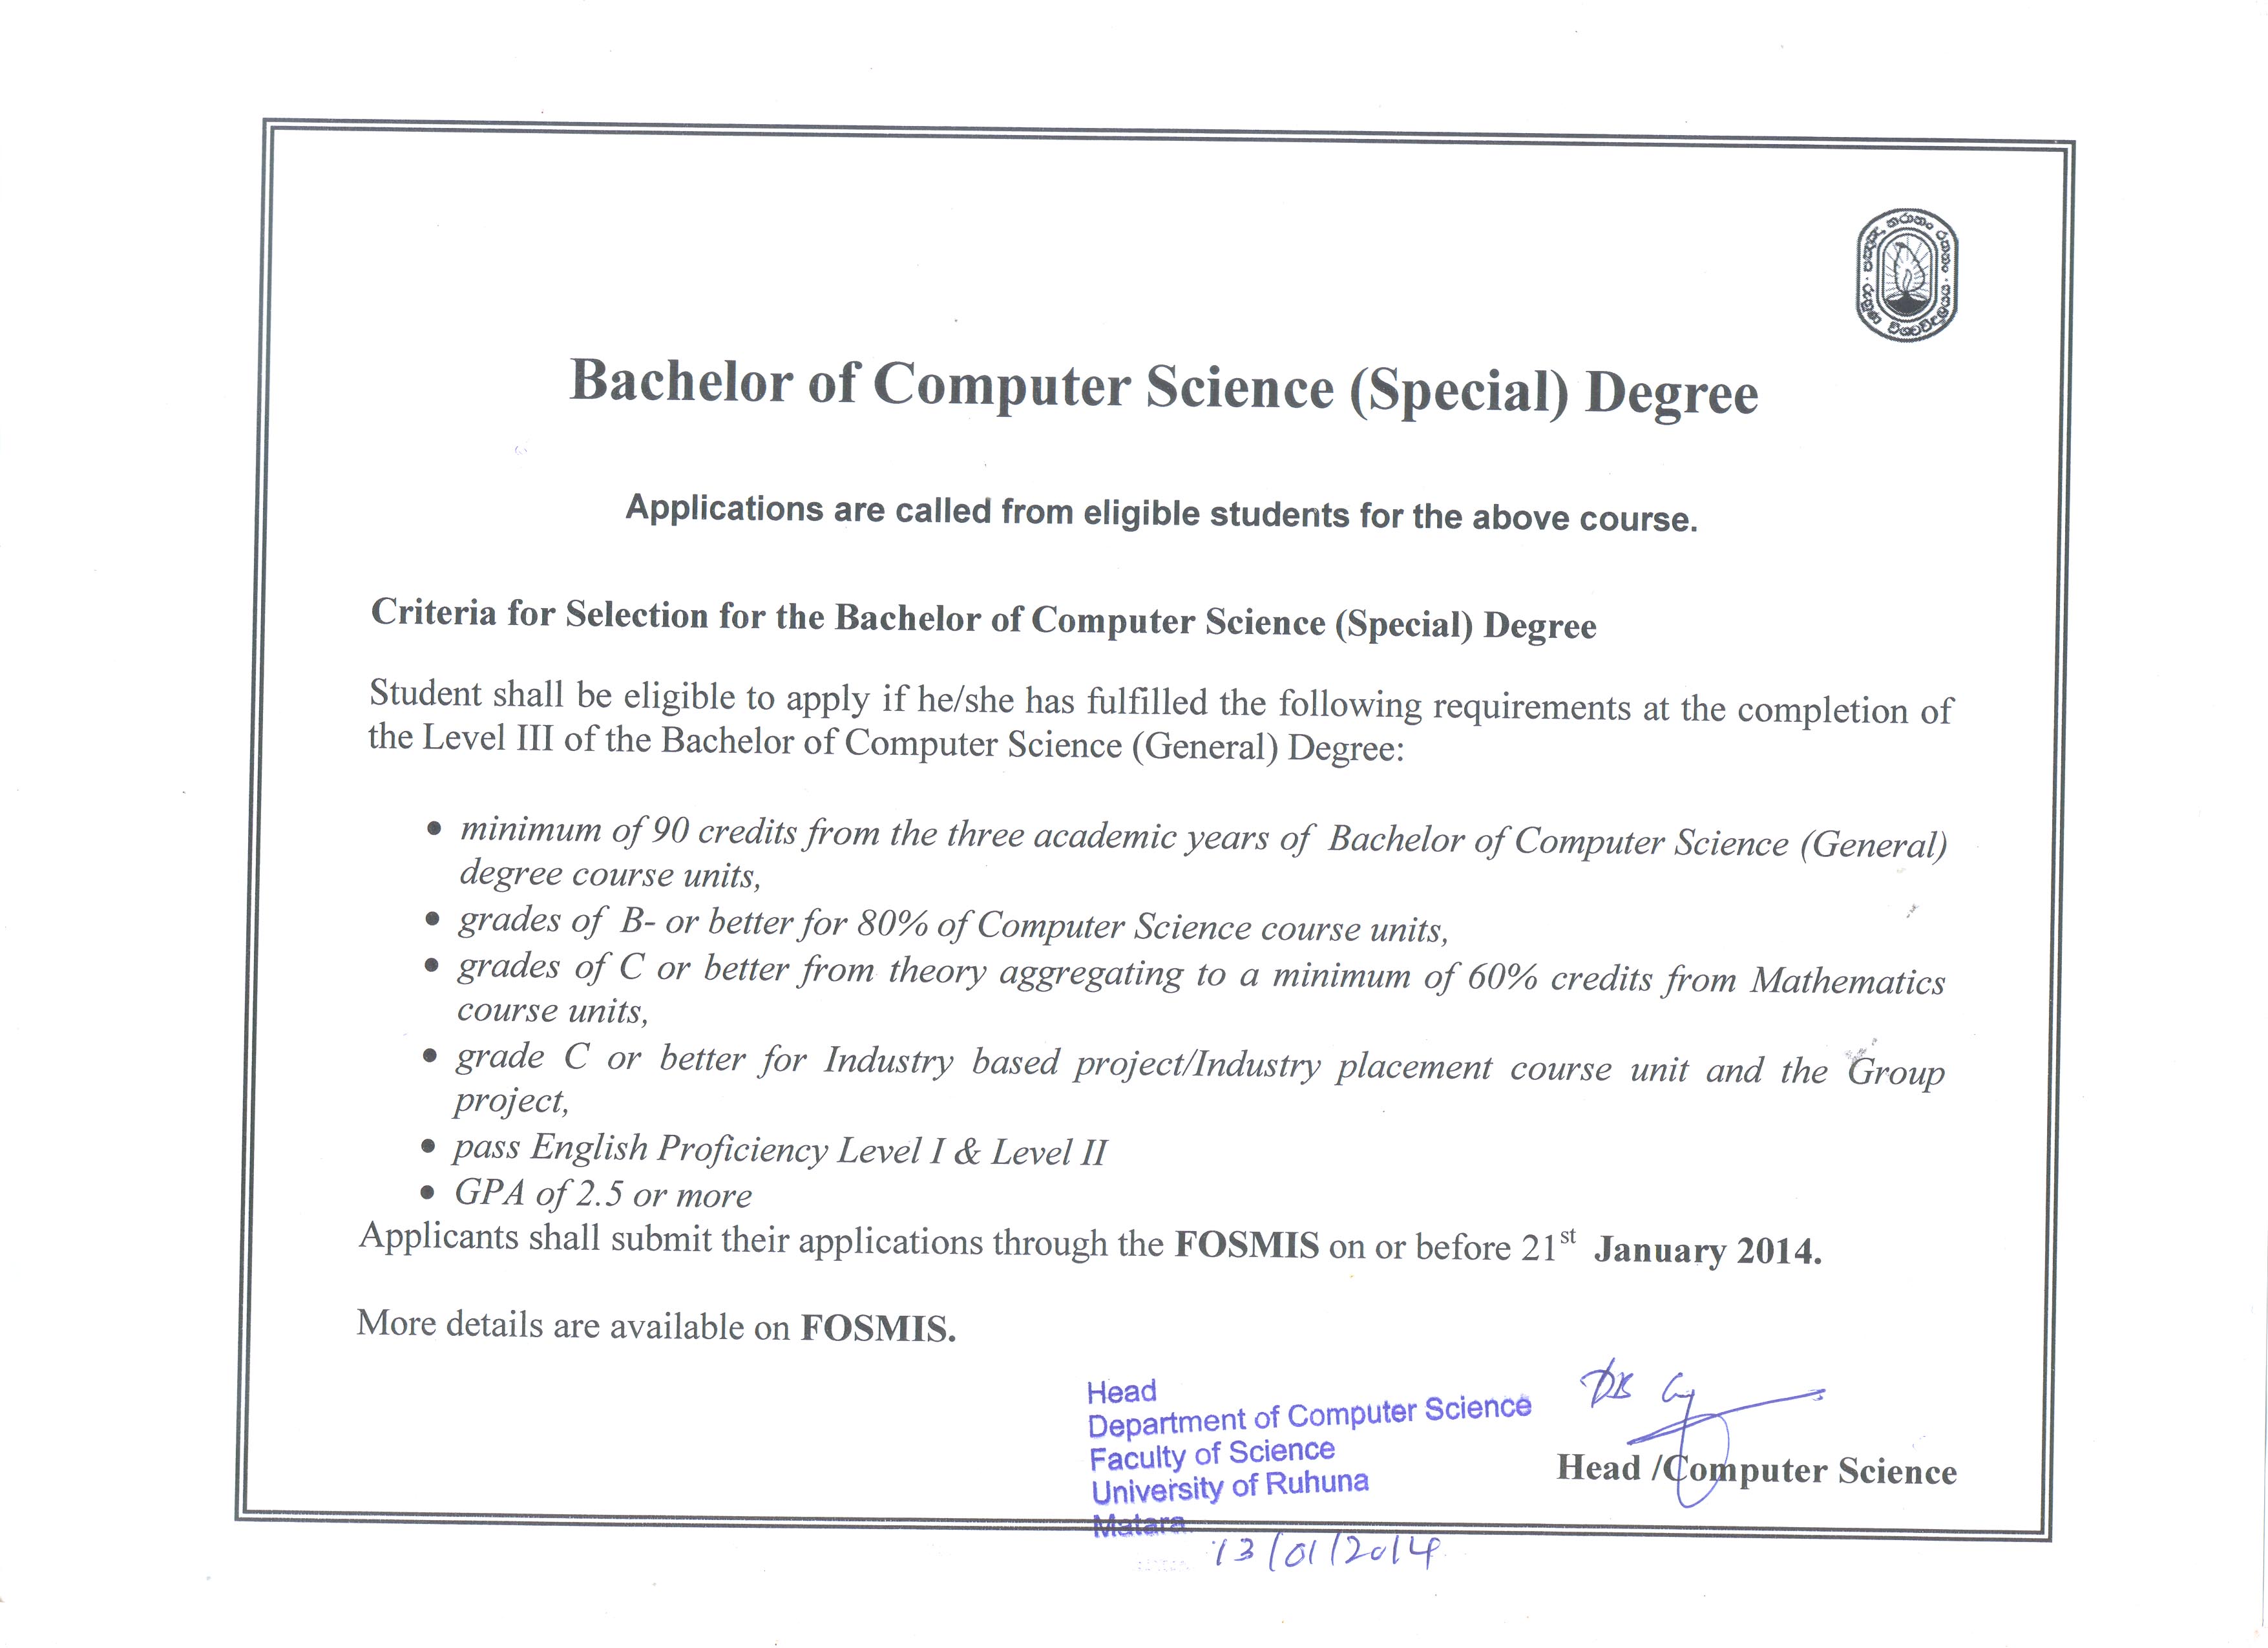 පඤ්ඤා නරානං රතනං
රුහුණ විශ්වවිද්‍යාලය
Bachelor of Computer Science (Special) Degree
Applications are called from eligible students for the above course.
Criteria for Selection for the Bachelor of Computer Science (Special) Degree
Student shall be eligible to apply if he/she has fulfilled the following requirements at the completion of
the Level III of the Bachelor of Computer Science (General) Degree:
• minimum of 90 credits from the three academic years of Bachelor of Computer Science (General)
degree course units,
• grades of B- or better for 80% of Computer Science course units,
• grades of C or better from theory aggregating to a minimum of 60% credits from Mathematics
course units,
• grade C or better for Industry based project/Industry placement course unit and the Group
project,
• pass English Proficiency Level I & Level II
• GPA of 2.5 or more
Applicants shall submit their applications through the FOSMIS on or before 21st January 2014.
More details are available on FOSMIS.
Head
Department of Computer Science
Faculty of Science
University of Ruhuna
Matara
Head /Computer Science
13/01/2014